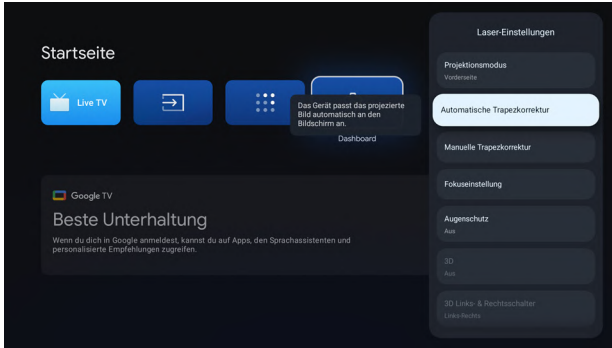 Startseite
Live TV
Das Gerät passt das projezierte
Bild automatisch an den
Bildschirm an.
Dashboard
Google TV
Beste Unterhaltung
Wenn du dich in Google anmeldest, kannst du auf Apps, den Sprachassistenten und
personalisierte Empfehlungen zugreifen.
Laser-Einstellungen
Projektionsmodus
Vorderseite
Automatische Trapezkorrektur
Manuelle Trapezkorrektur
Fokuseinstellung
Augenschutz
Aus
3D
Aus
3D Links- & Rechtsschalter
Links-Rechts